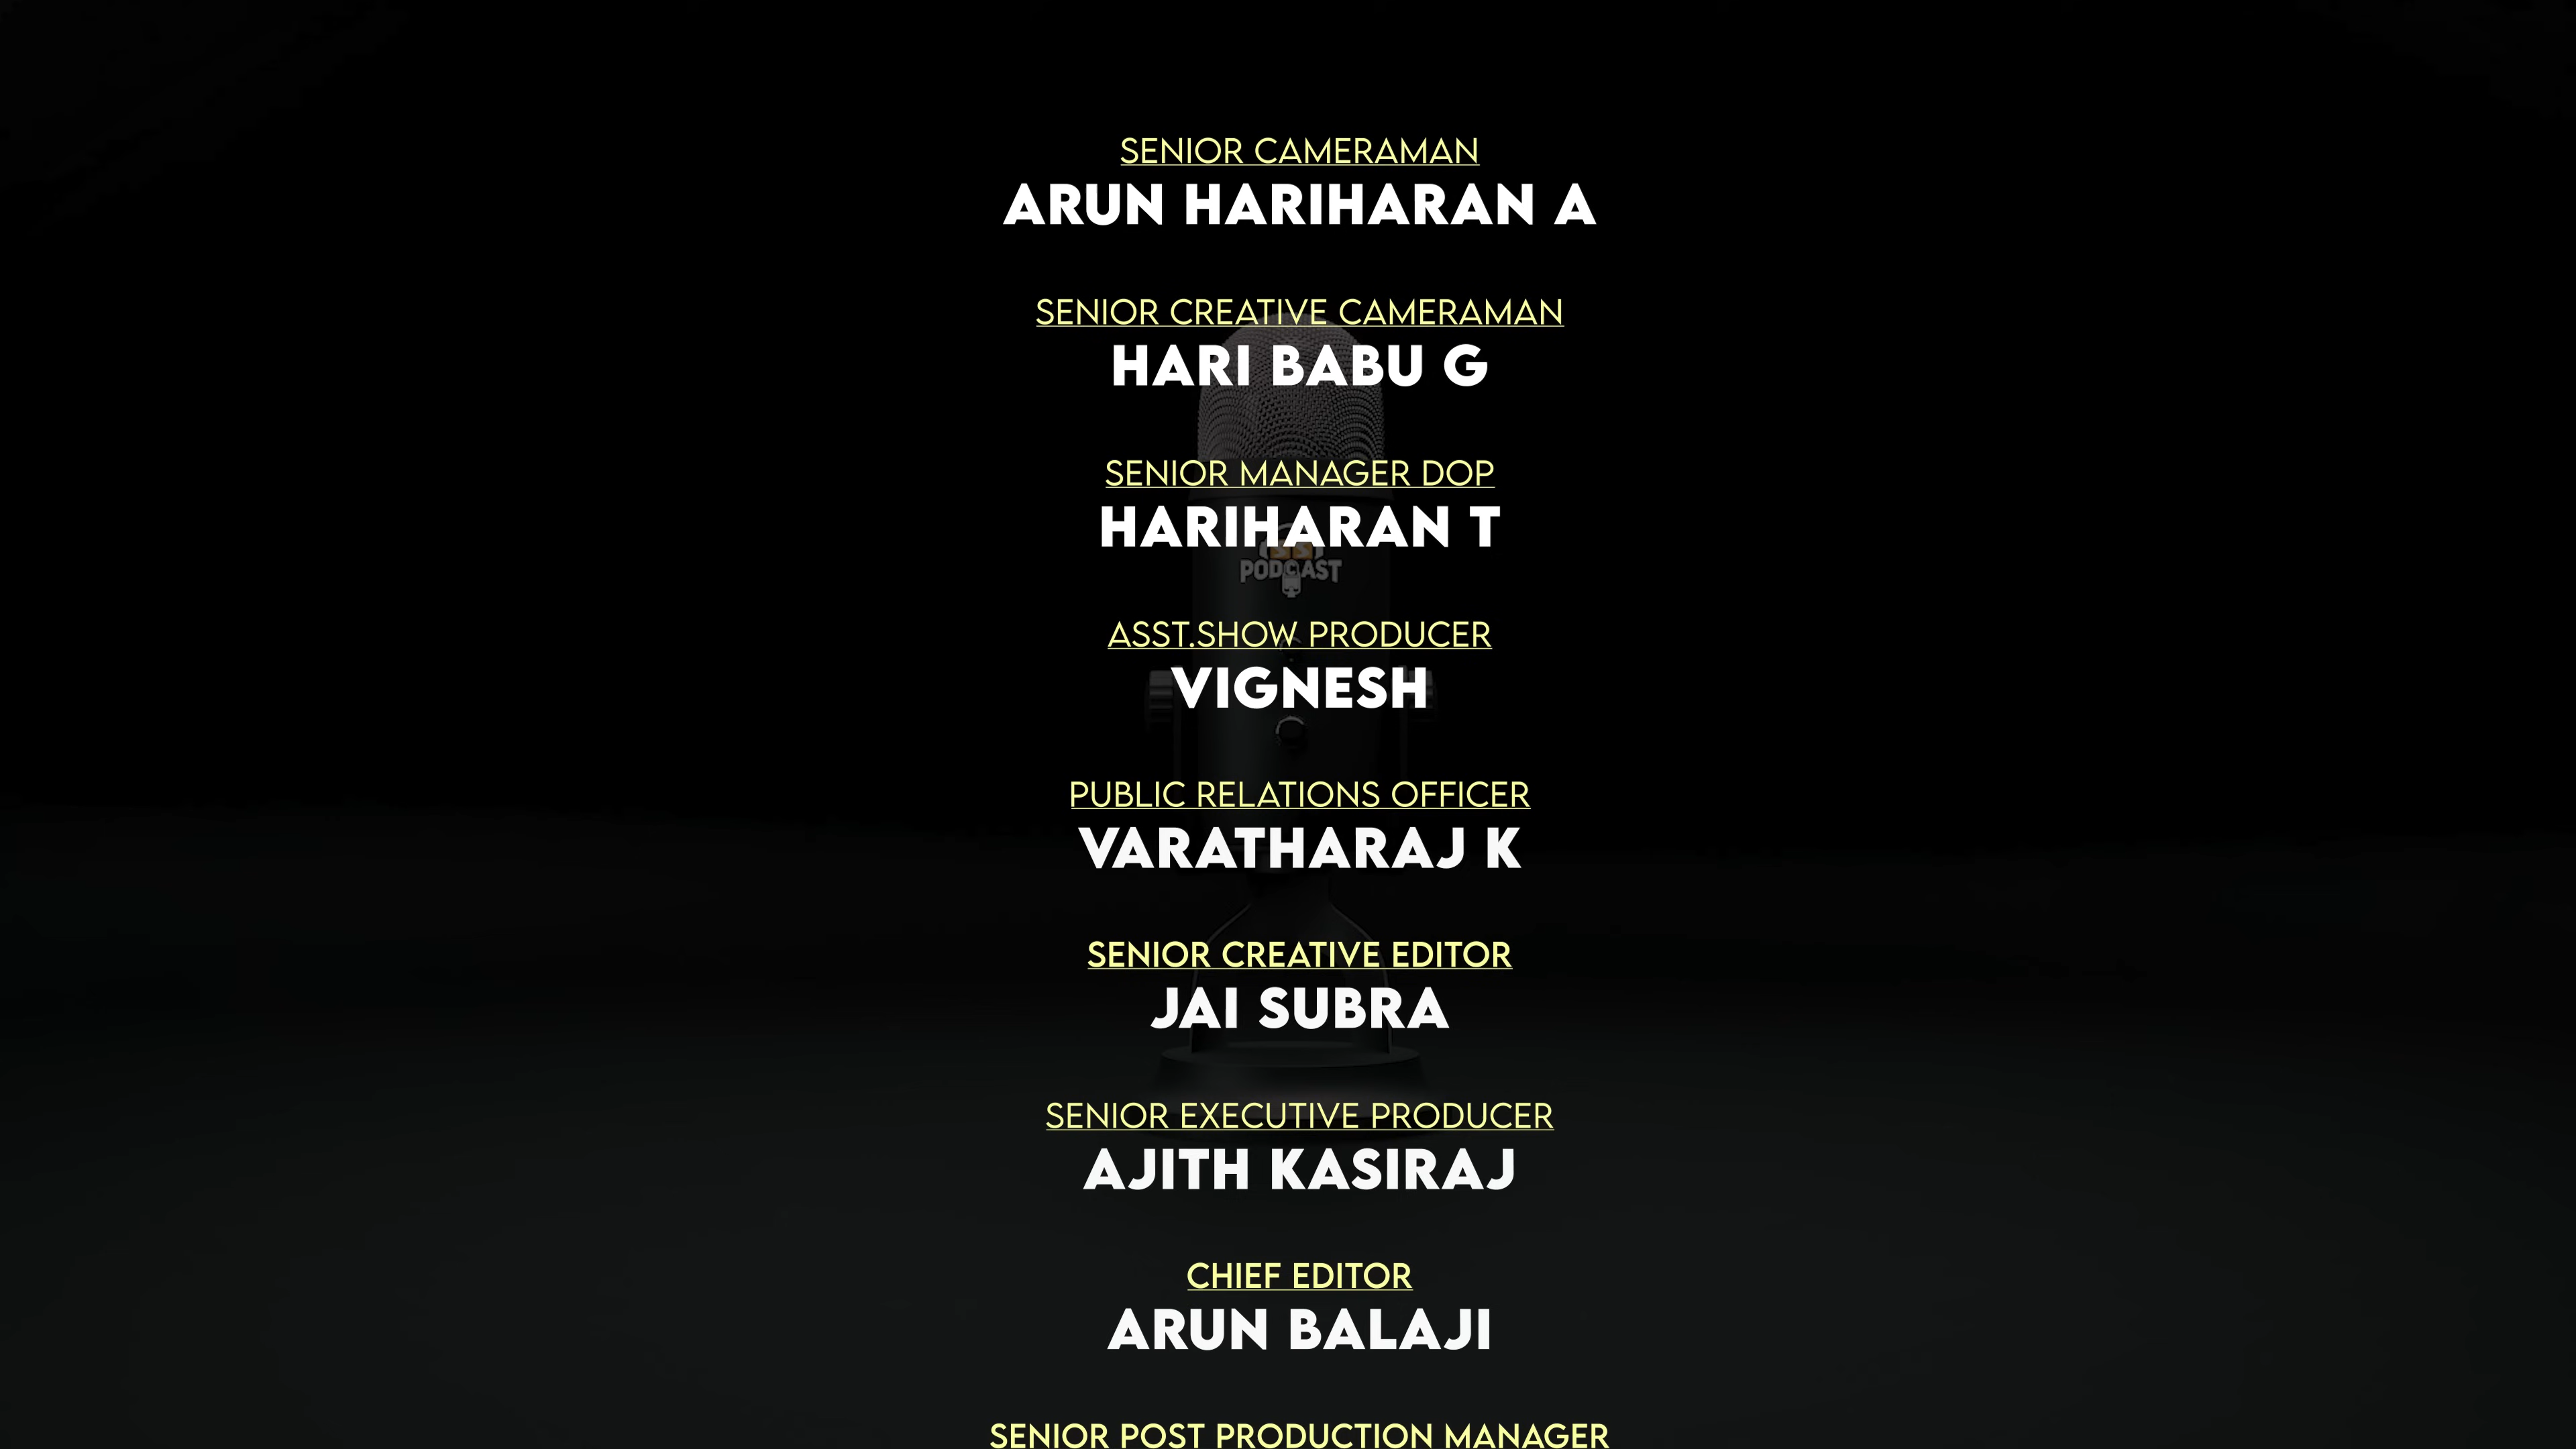 SENIOR CAMERAMAN
ARUN HARIHARAN A
SENIOR CREATIVE CAMERAMAN
HARI BABU G
SENIOR MANAGER DOP
HARIHARAN T
SS
PODCAST
ASST.SHOW PRODUCER
VIGNESH
PUBLIC RELATIONS OFFICER
VARATHARAJ K
SENIOR CREATIVE EDITOR
JAI SUBRA
SENIOR EXECUTIVE PRODUCER
AJITH KASIRAJ
CHIEF EDITOR
ARUN BALAJI
SENIOR POST PRODUCTION MANAGER